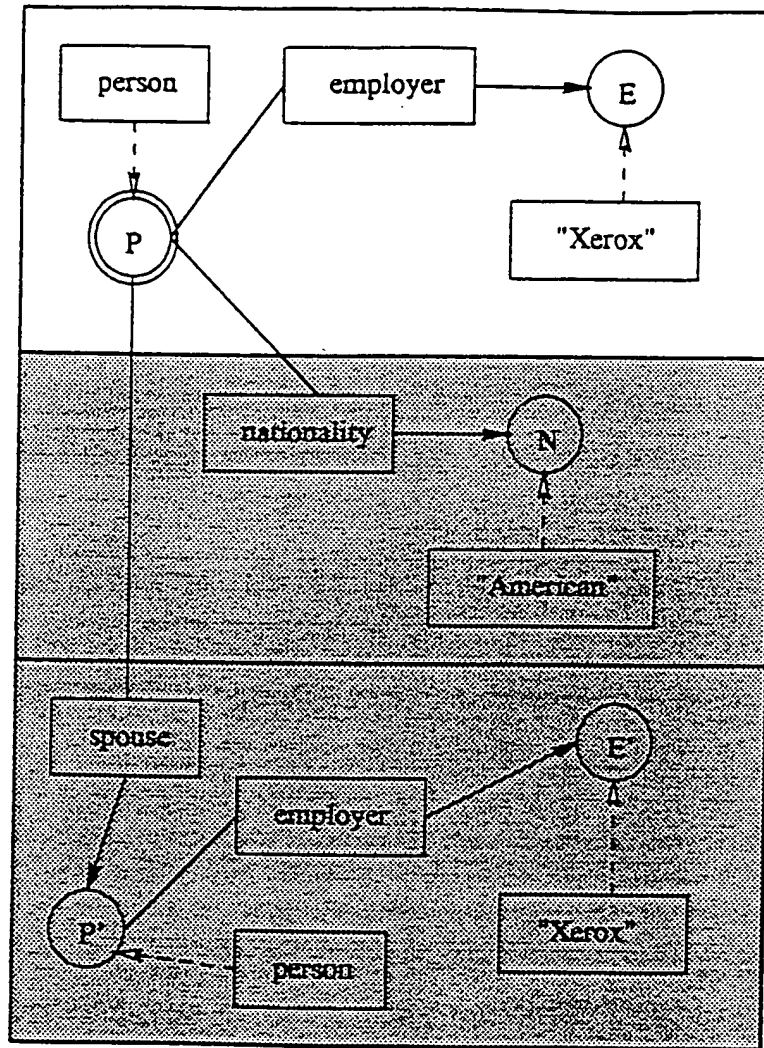 person
employer
E
P
"Xerox"
nationality
N
"American"
spouse
E'
employer
P'
"Xerox"
person